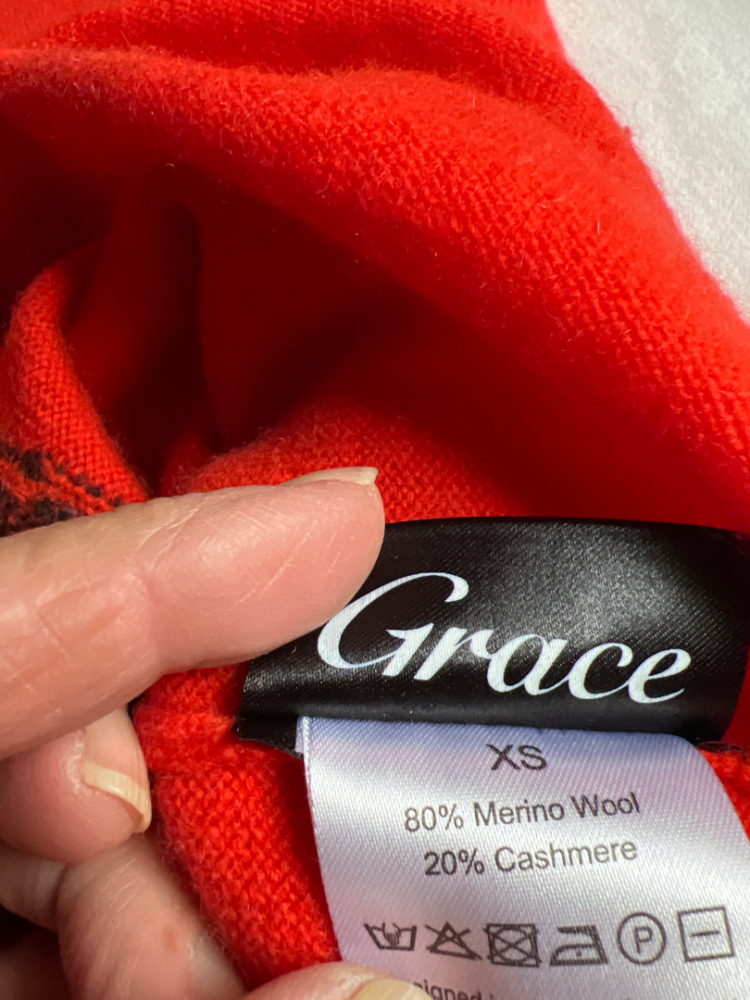 Grace
XS
80% Merino Wool
20% Cashmere
P